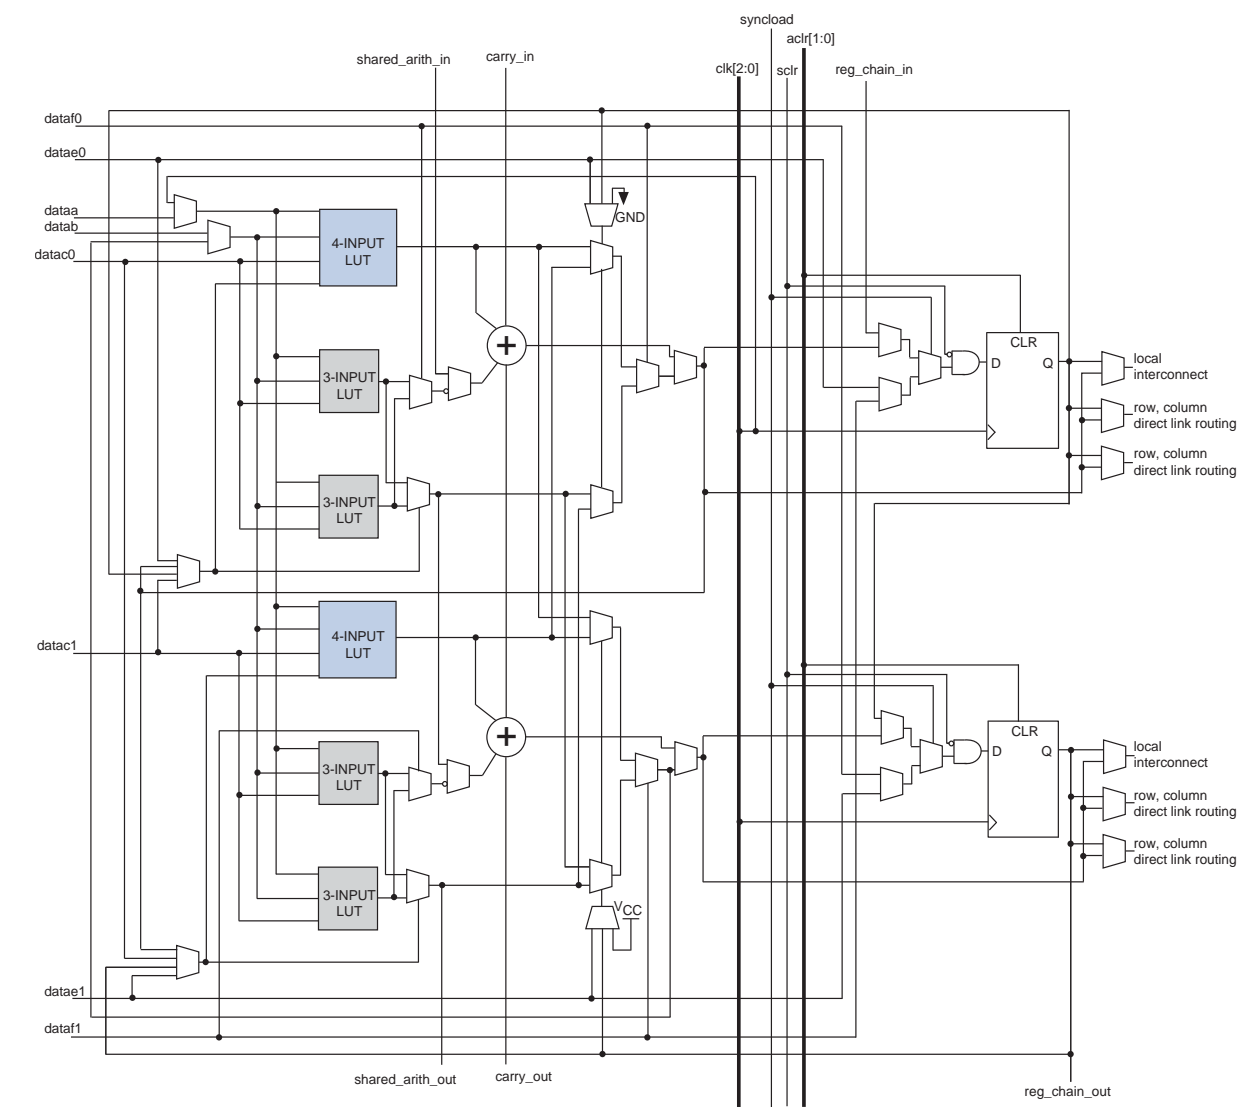 syncload
aclr[1:0]
shared_arith_in
carry_in
clk[2:0]
sclr
reg_chain_in
dataf0
datae0
dataa
datab
datac0
GND
4-INPUT
LUT
+
CLR
D
Q
local
interconnect
3-INPUT
LUT
row, column
direct link routing
row, column
direct link routing
3-INPUT
LUT
4-INPUT
LUT
datac1
+
CLR
D
Q
local
interconnect
3-INPUT
LUT
row, column
direct link routing
row, column
direct link routing
3-INPUT
LUT
VCC
datae1
dataf1
shared_arith_out
carry_out
reg_chain_out